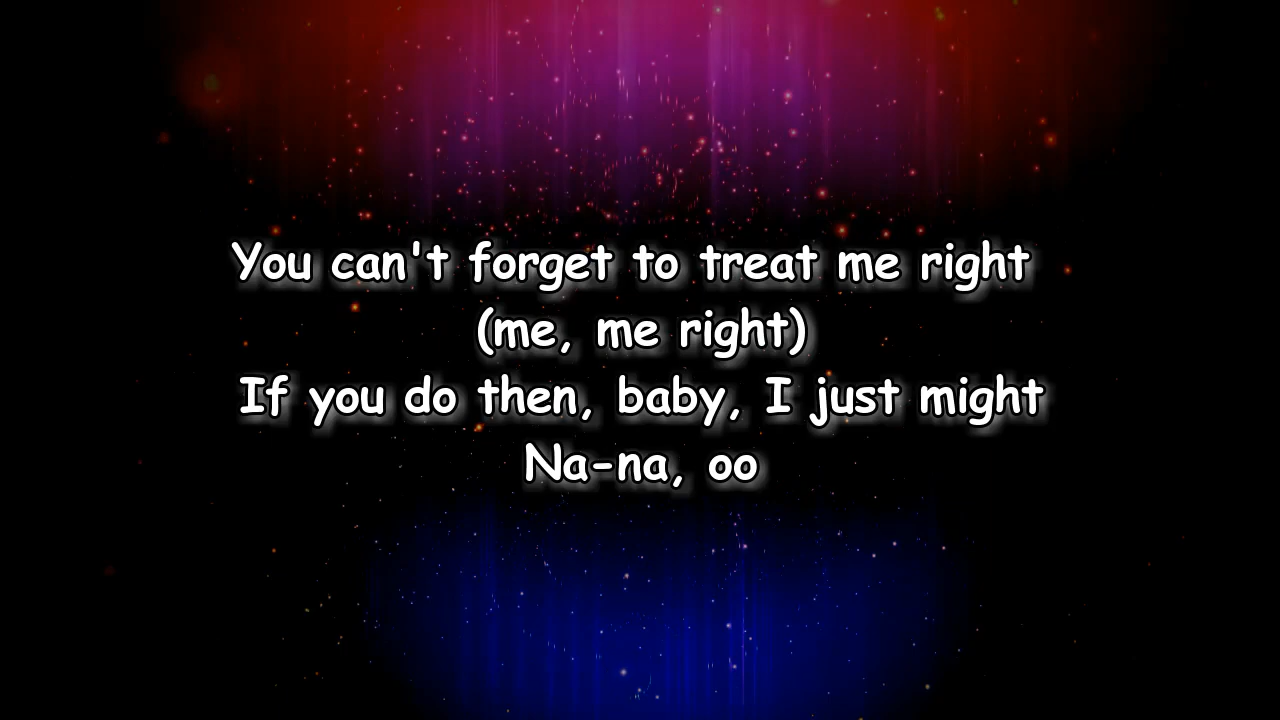 You can't forget to treat me right
(me, me right)
If you do then, baby, I just might
Na-na, oo